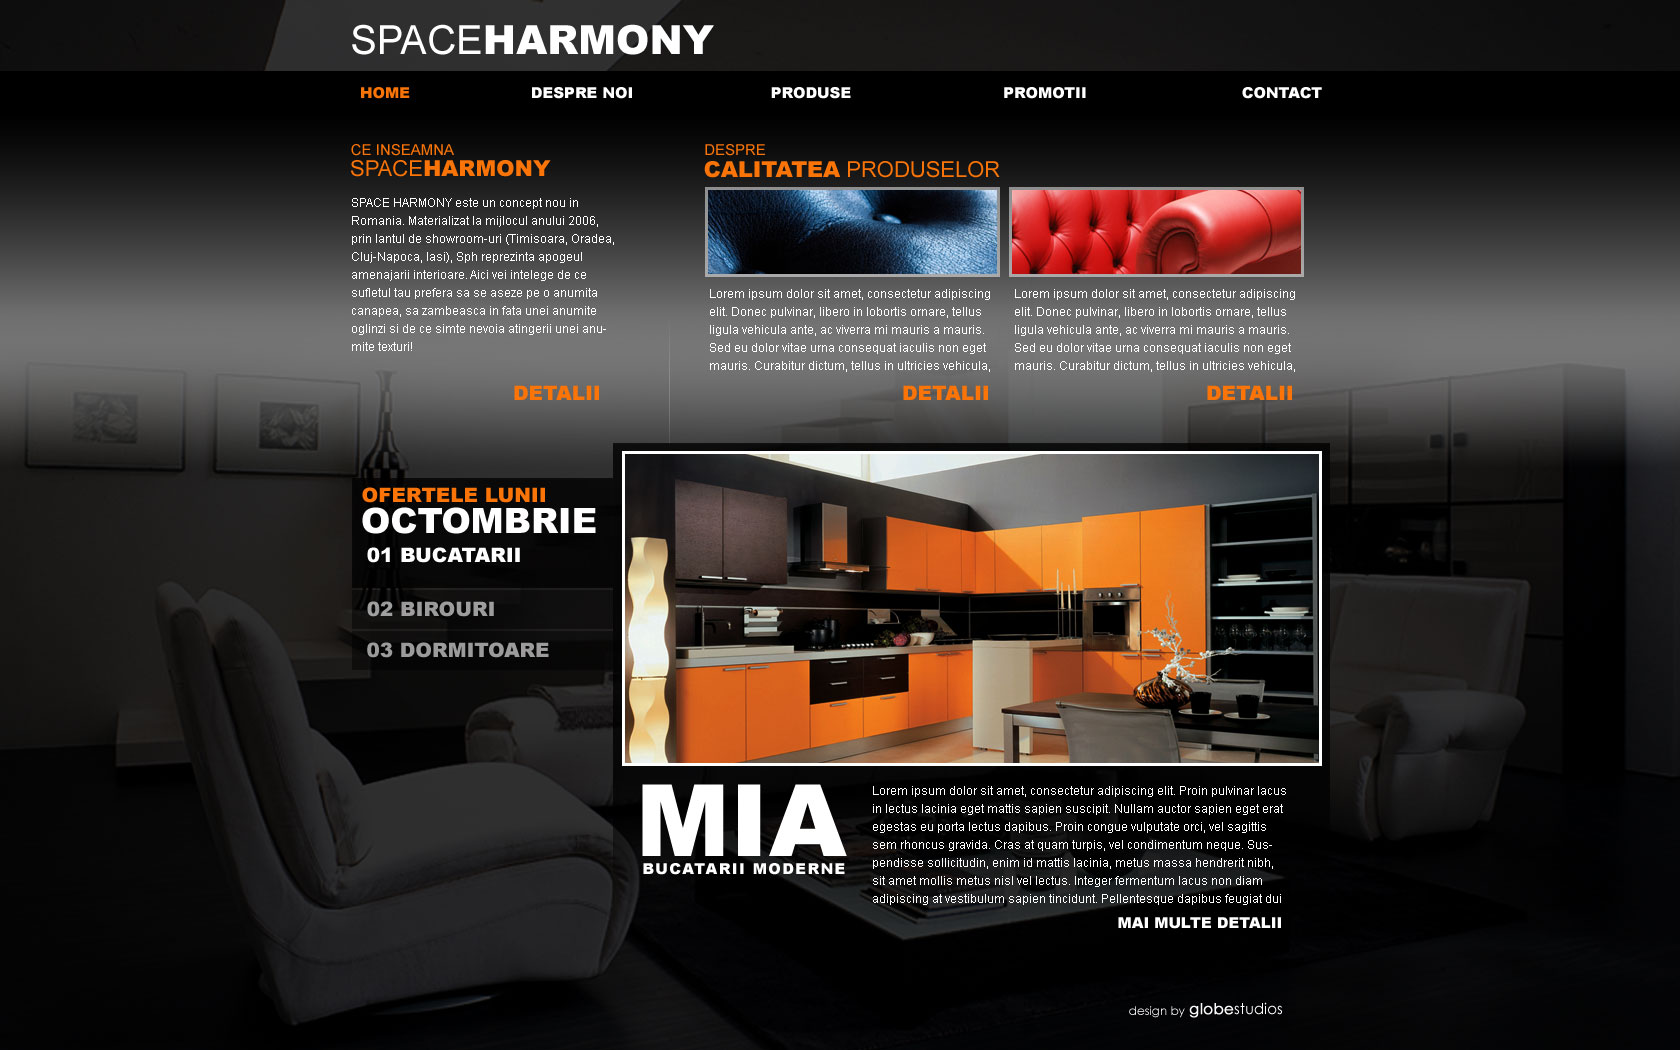 SPACEHARMONY
HOME DESPRE NOI PRODUSE PROMOTII CONTACT
CE INSEAMNA
SPACEHARMONY
SPACE HARMONY este un concept nou in
Romania. Materializat la mijlocul anului 2006,
prin lantul de showroom-uri (Timisoara, Oradea,
Cluj-Napoca, Iasi), Sph reprezinta apogeul
amenajarii interioare. Aici vei intelege de ce
sufletul tau prefera sa se aseze pe o anumita
canapea, sa zambeasca in fata unei anumite
oglinzi si de ce simte nevoia atingerii unei anu-
mite texturi!
DETALII
DESPRE
CALITATEA PRODUSELOR
Lorem ipsum dolor sit amet, consectetur adipiscing
elit. Donec pulvinar, libero in lobortis ornare, tellus
ligula vehicula ante, ac viverra mi mauris a mauris.
Sed eu dolor vitae urna consequat iaculis non eget
mauris. Curabitur dictum, tellus in ultricies vehicula,
DETALII
Lorem ipsum dolor sit amet, consectetur adipiscing
elit. Donec pulvinar, libero in lobortis ornare, tellus
ligula vehicula ante, ac viverra mi mauris a mauris.
Sed eu dolor vitae urna consequat iaculis non eget
mauris. Curabitur dictum, tellus in ultricies vehicula,
DETALII
OFERTELE LUNII
OCTOMBRIE
01 BUCATARII
02 BIROURI
03 DORMITOARE
MIA
BUCATARII MODERNE
Lorem ipsum dolor sit amet, consectetur adipiscing elit. Proin pulvinar lacus
in lectus lacinia eget mattis sapien suscipit. Nullam auctor sapien eget erat
egestas eu porta lectus dapibus. Proin congue vulputate orci, vel sagittis
sem rhoncus gravida. Cras at quam turpis, vel condimentum neque. Sus-
pendisse sollicitudin, enim id mattis lacinia, metus massa hendrerit nibh,
sit amet mollis metus nisl vel lectus. Integer fermentum lacus non diam
adipiscing at vestibulum sapien tincidunt. Pellentesque dapibus feugiat dui
MAI MULTE DETALII
design by globestudios